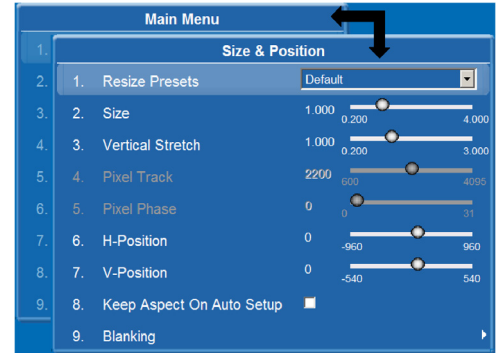 Main Menu
1.
Size & Position
2. 1. Resize Presets Default
3. 2. Size 1.000 0.200 4.000
4. 3. Vertical Stretch 1.000 0.200 3.000
5. 4. Pixel Track 2200 600 4095
6. 5. Pixel Phase 0 0 31
7. 6. H-Position 0 -960 960
8. 7. V-Position 0 -540 540
9. 8. Keep Aspect On Auto Setup
9. Blanking